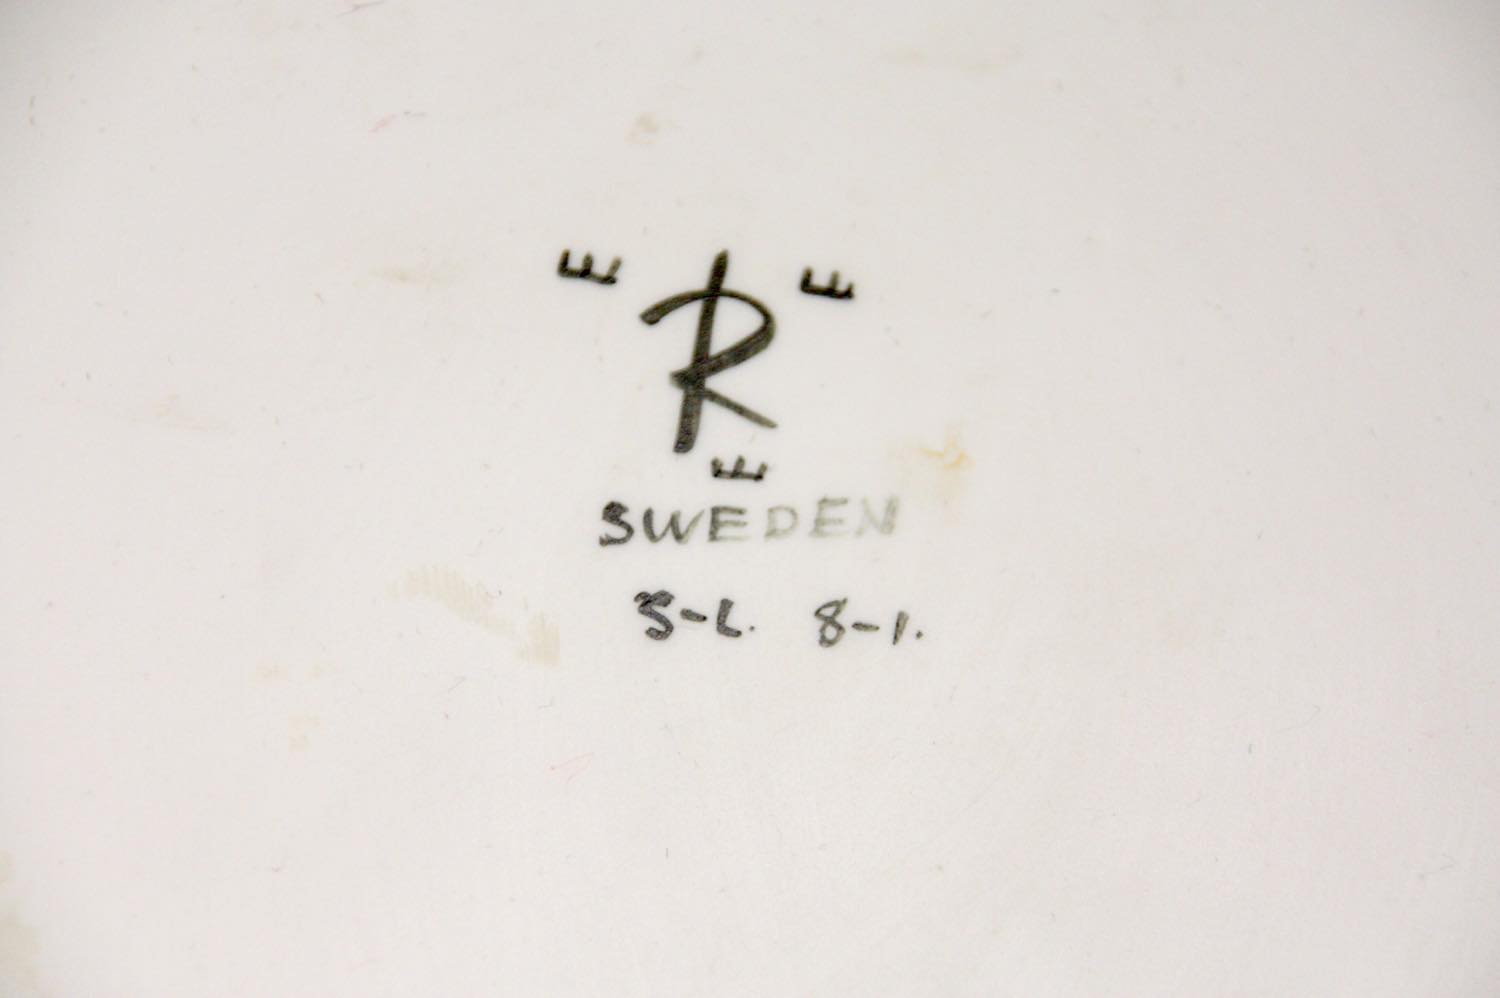 E R E
E
SWEDEN
S-L. 8-1.